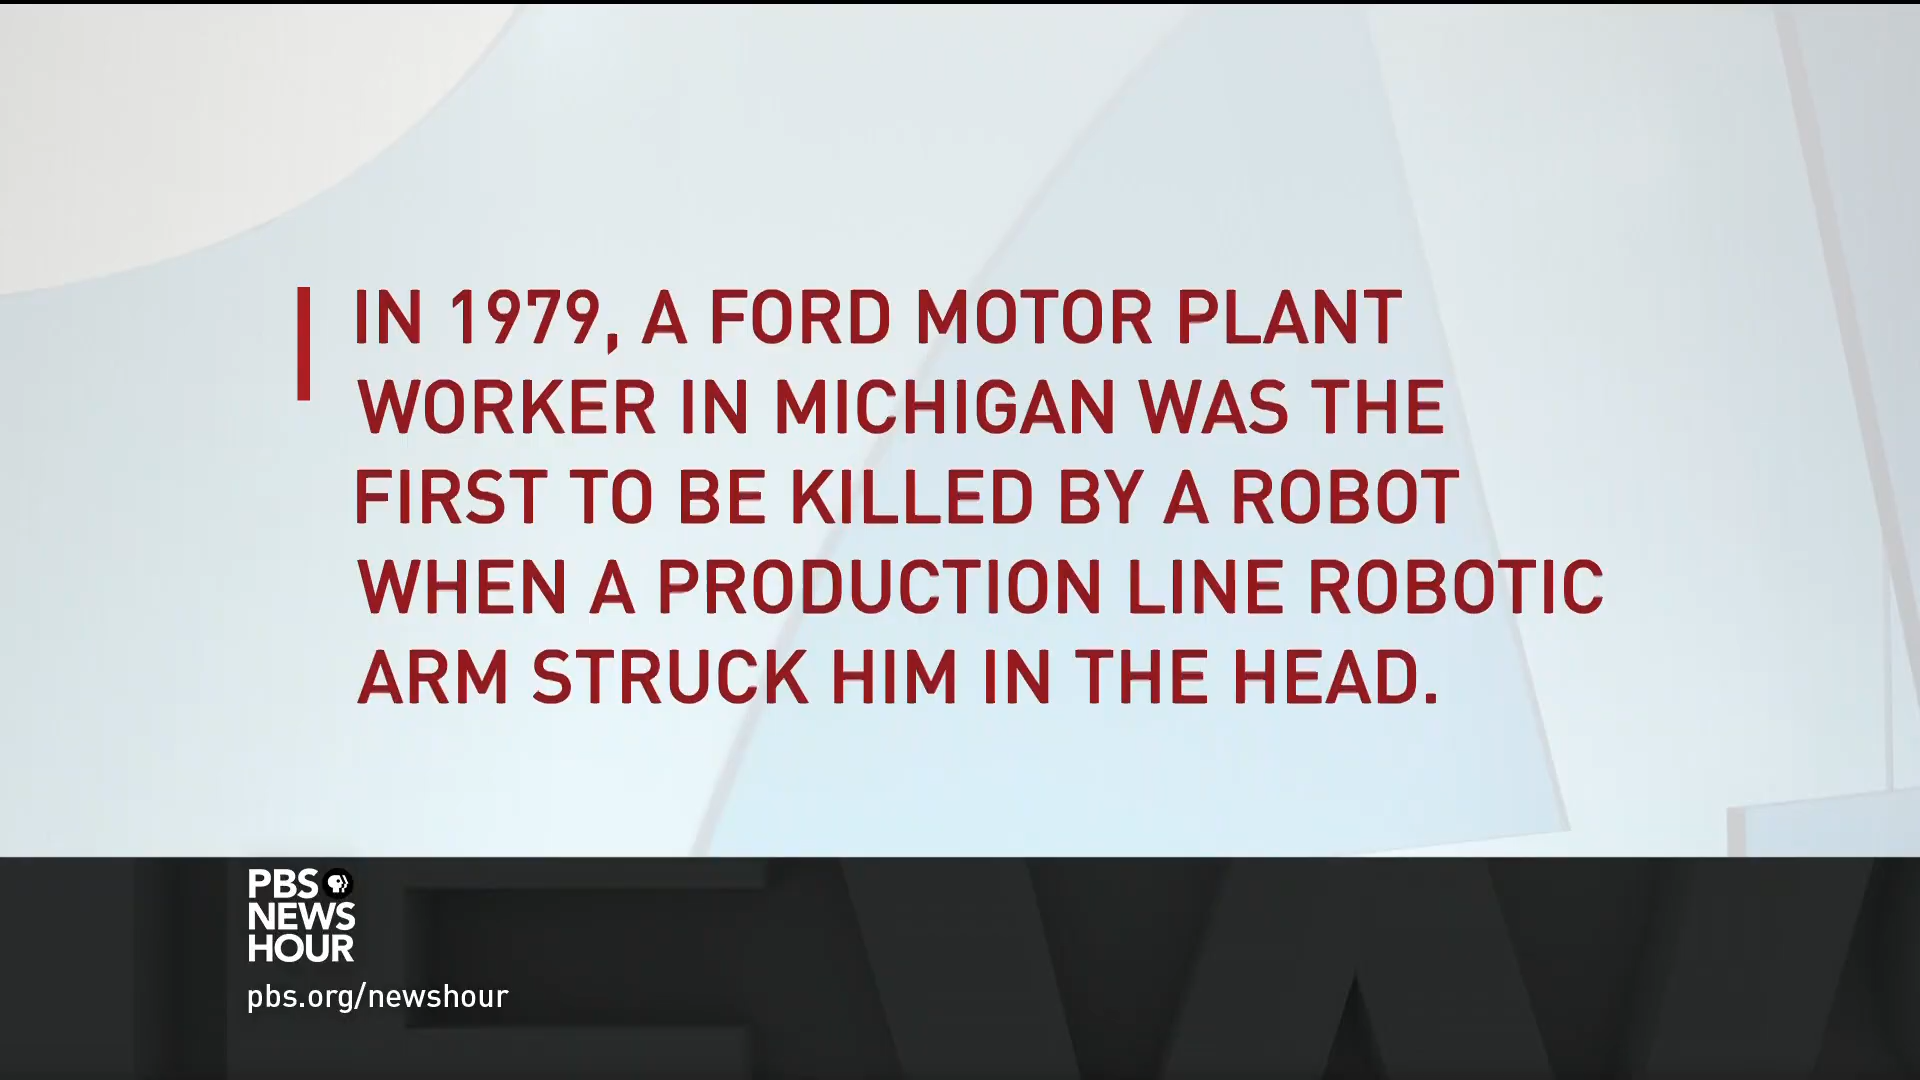 IN 1979, A FORD MOTOR PLANT
WORKER IN MICHIGAN WAS THE
FIRST TO BE KILLED BY A ROBOT
WHEN A PRODUCTION LINE ROBOTIC
ARM STRUCK HIM IN THE HEAD.
PBS
NEWS
HOUR
pbs.org/newshour